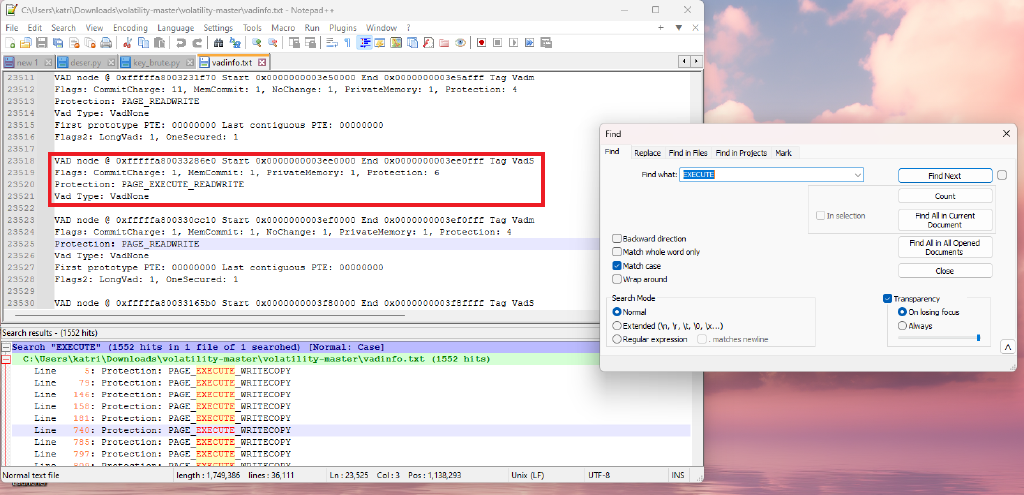 C:\Users\katri\Downloads\volatility-master\volatility-master\vadinfo.txt - Notepad++
File Edit Search View Encoding Language Settings Tools Macro Run Plugins Window ?
new 1 deser.py key_brute.py vadinfo.txt
23511 VAD node @ 0xfffffa8003231f70 Start 0x0000000003e50000 End 0x0000000003e5afff Tag Vadm
23512 Flags: CommitCharge: 11, MemCommit: 1, NoChange: 1, PrivateMemory: 1, Protection: 4
23513 Protection: PAGE_READWRITE
23514 Vad Type: VadNone
23515 First prototype PTE: 00000000 Last contiguous PTE: 00000000
23516 Flags2: LongVad: 1, OneSecured: 1
23517
23518 VAD node @ 0xfffffa80033286e0 Start 0x0000000003ee0000 End 0x0000000003ee0fff Tag VadS
23519 Flags: CommitCharge: 1, MemCommit: 1, PrivateMemory: 1, Protection: 6
23520 Protection: PAGE_EXECUTE_READWRITE
23521 Vad Type: VadNone
23522
23523 VAD node @ 0xfffffa800330cc10 Start 0x0000000003ef0000 End 0x0000000003ef0fff Tag Vadm
23524 Flags: CommitCharge: 1, MemCommit: 1, NoChange: 1, PrivateMemory: 1, Protection: 4
23525 Protection: PAGE_READWRITE
23526 Vad Type: VadNone
23527 First prototype PTE: 00000000 Last contiguous PTE: 00000000
23528 Flags2: LongVad: 1, OneSecured: 1
23529
23530 VAD node @ 0xfffffa80033165b0 Start 0x0000000003f80000 End 0x0000000003f8ffff Tag VadS
Search results - (1552 hits)
Search "EXECUTE" (1552 hits in 1 file of 1 searched) [Normal: Case]
C:\Users\katri\Downloads\volatility-master\volatility-master\vadinfo.txt (1552 hits)
Line 5: Protection: PAGE_EXECUTE_WRITECOPY
Line 79: Protection: PAGE_EXECUTE_WRITECOPY
Line 146: Protection: PAGE_EXECUTE_WRITECOPY
Line 158: Protection: PAGE_EXECUTE_WRITECOPY
Line 181: Protection: PAGE_EXECUTE_WRITECOPY
Line 740: Protection: PAGE_EXECUTE_WRITECOPY
Line 785: Protection: PAGE_EXECUTE_WRITECOPY
Line 797: Protection: PAGE_EXECUTE_WRITECOPY
Normal text file length : 1,749,386 lines : 36,111 Ln : 23,525 Col : 3 Pos : 1,138,293 Unix (LF) UTF-8 INS
Find
Find Replace Find in Files Find in Projects Mark
Find what: EXECUTE
Find Next
Count
In selection
Find All in Current Document
Find All in All Opened Documents
Close
Backward direction
Match whole word only
Match case
Wrap around
Search Mode
Normal
Extended (\n, \r, \t, \0, \x...)
Regular expression . matches newline
Transparency
On losing focus
Always